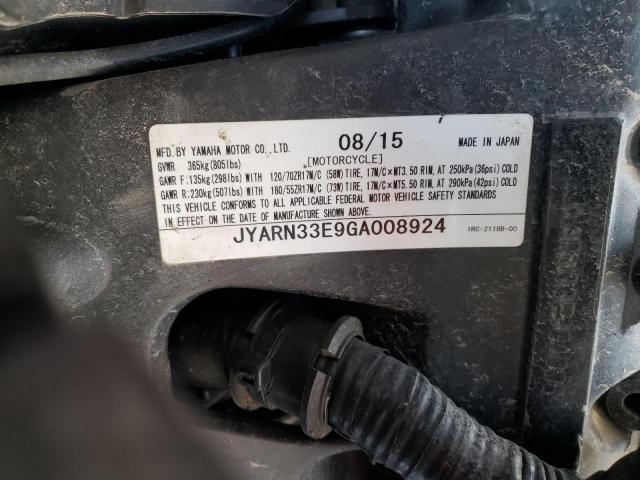 MFD. BY YAMAHA MOTOR CO., LTD. 08/15 MADE IN JAPAN
GVWR 365kg(805lbs) [MOTORCYCLE]
GAWR F:135kg(298lbs)WITH 120/70ZR17M/C (58W)TIRE, 17M/C×MT3.50 RIM, AT 250kPa(36psi)COLD
GAWR R:230kg(507lbs)WITH 180/55ZR17M/C (73W)TIRE, 17M/C×MT5.50 RIM, AT 290kPa(42psi)COLD
THIS VEHICLE CONFORMS TO ALL APPLICABLE FEDERAL MOTOR VEHICLE SAFETY STANDARDS
IN EFFECT ON THE DATE OF MANUFACTURE SHOWN ABOVE.
JYARN33E9GA008924 1RC-2118B-00